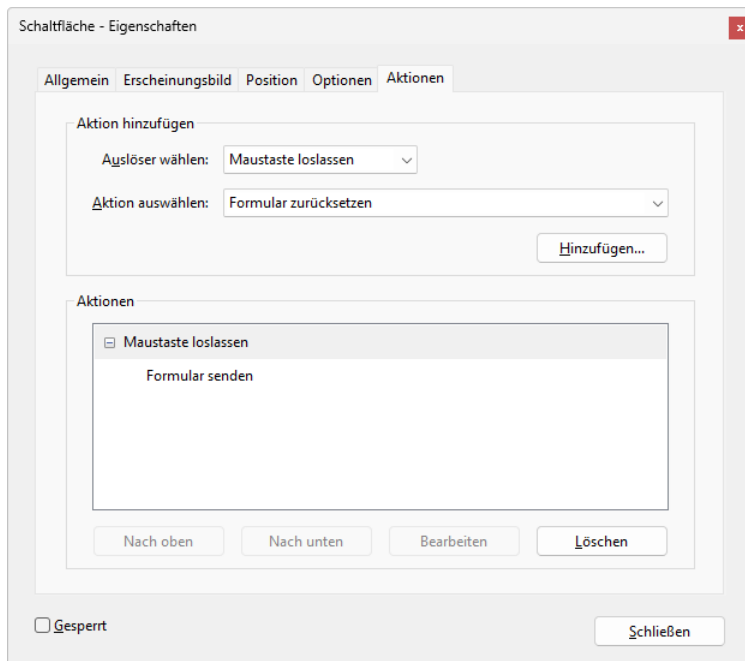 Schaltfläche - Eigenschaften
x
Allgemein Erscheinungsbild Position Optionen Aktionen
Aktion hinzufügen
Auslöser wählen: Maustaste loslassen
Aktion auswählen: Formular zurücksetzen
Hinzufügen...
Aktionen
Maustaste loslassen
Formular senden
Nach oben Nach unten Bearbeiten Löschen
Gesperrt
Schließen